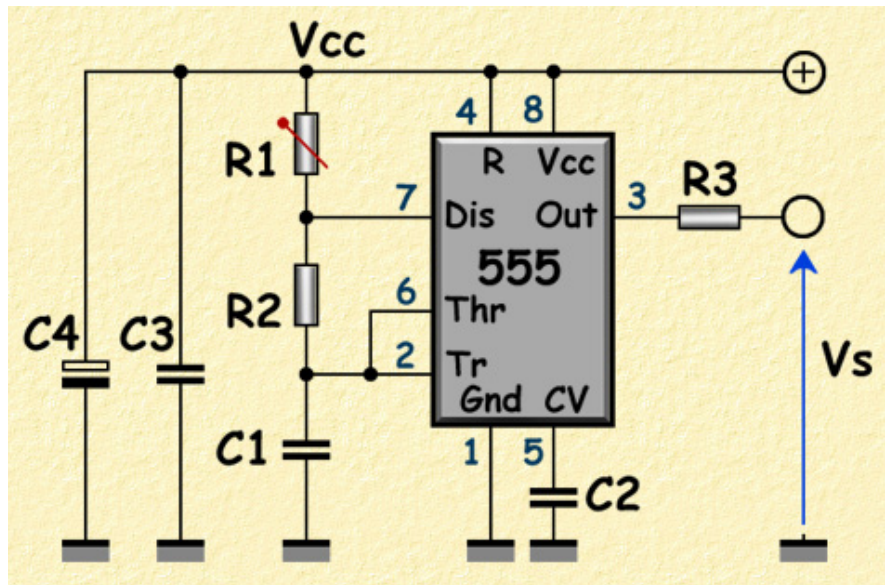 Vcc
+
4 8
R1
R Vcc
7
Dis Out
3
R3
555
R2
6
Thr
C4
C3
2
Tr
Vs
Gnd CV
C1
1 5
C2